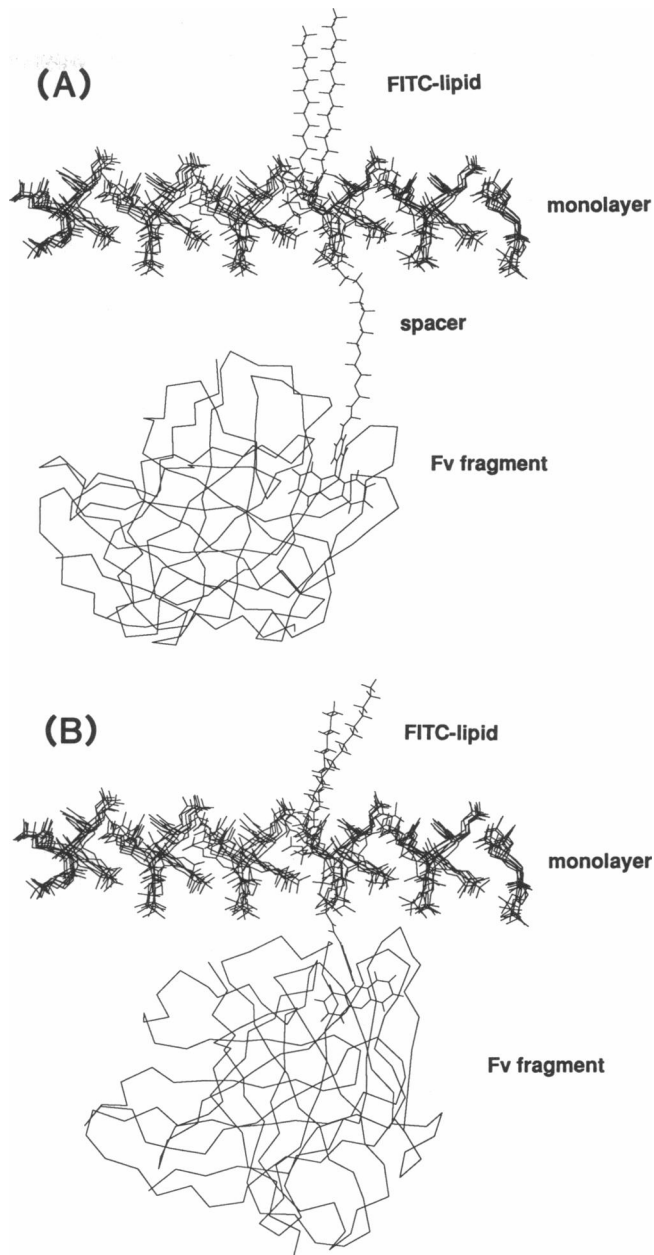 (A)
FITC-lipid
monolayer
spacer
Fv fragment
(B)
FITC-lipid
monolayer
Fv fragment